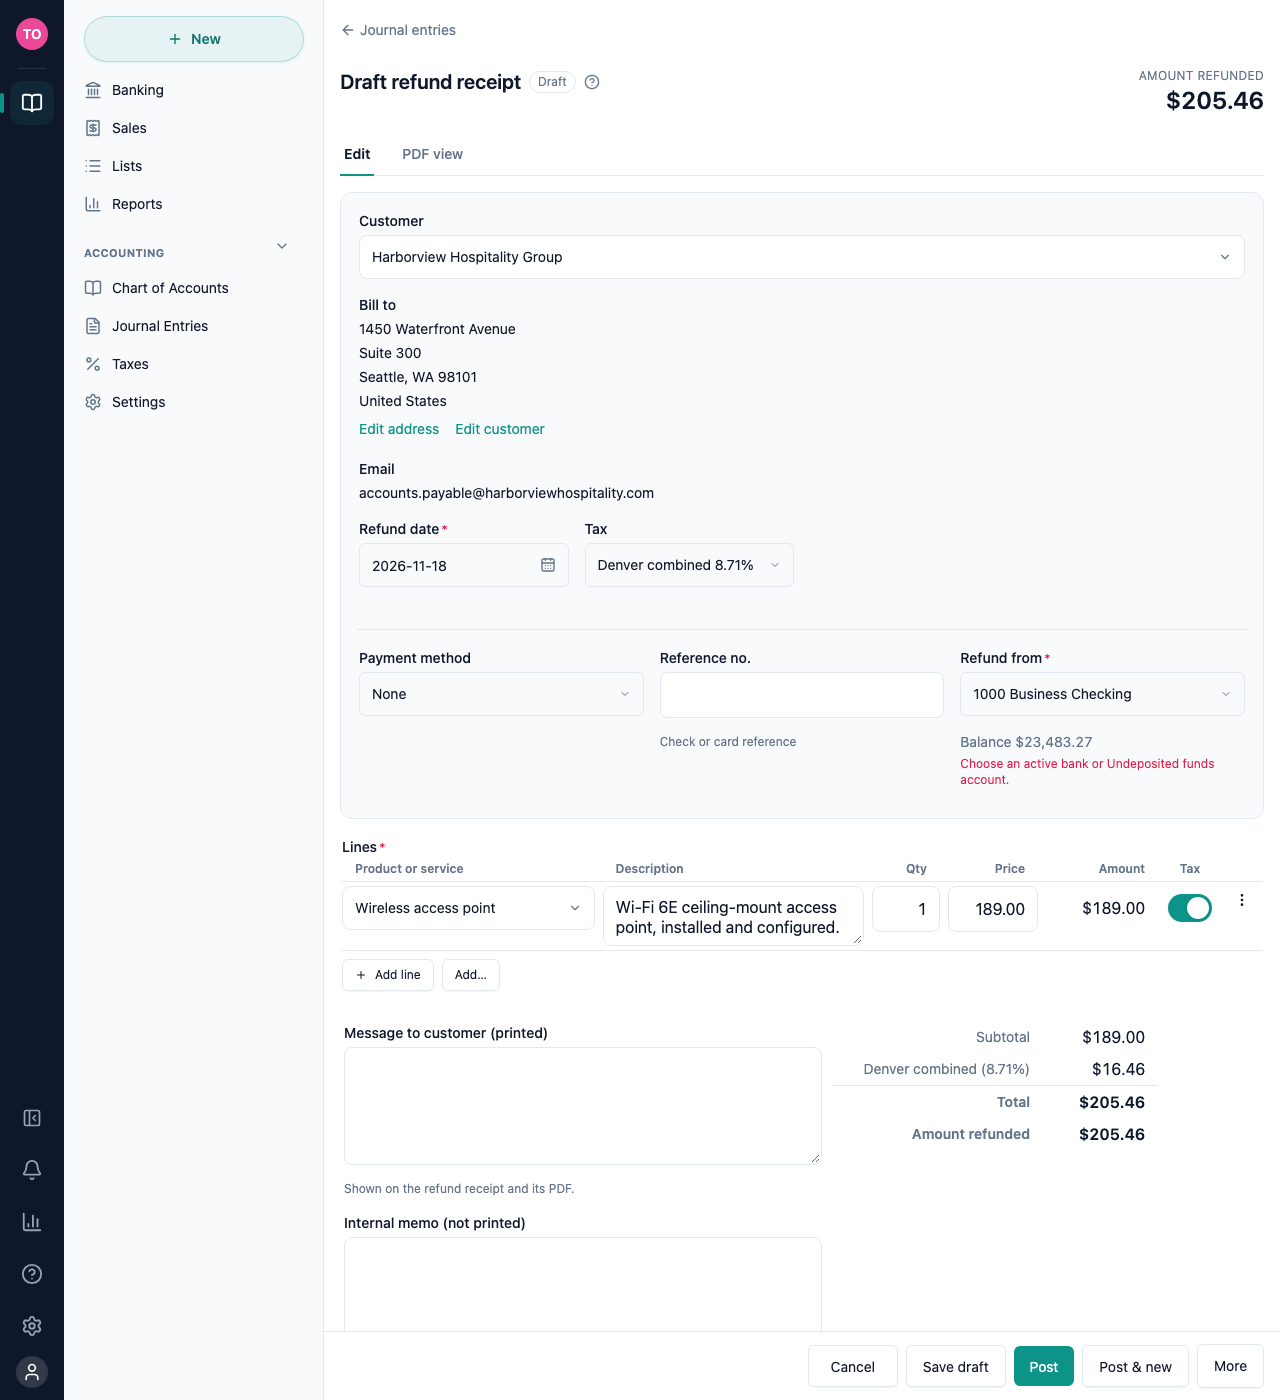 TO
New
Banking
Sales
Lists
Reports
ACCOUNTING
Chart of Accounts
Journal Entries
Taxes
Settings
Journal entries
Draft refund receipt
Draft
AMOUNT REFUNDED
$205.46
Edit
PDF view
Customer
Harborview Hospitality Group
Bill to
1450 Waterfront Avenue
Suite 300
Seattle, WA 98101
United States
Edit address Edit customer
Email
accounts.payable@harborviewhospitality.com
Refund date* Tax
2026-11-18 Denver combined 8.71%
Payment method Reference no. Refund from*
None 1000 Business Checking
Check or card reference Balance $23,483.27
Choose an active bank or Undeposited funds
account.
Lines*
Product or service Description Qty Price Amount Tax
Wireless access point Wi-Fi 6E ceiling-mount access 1 189.00 $189.00
point, installed and configured.
Add line Add...
Message to customer (printed)
Subtotal $189.00
Denver combined (8.71%) $16.46
Total $205.46
Amount refunded $205.46
Shown on the refund receipt and its PDF.
Internal memo (not printed)
Cancel Save draft Post Post & new More